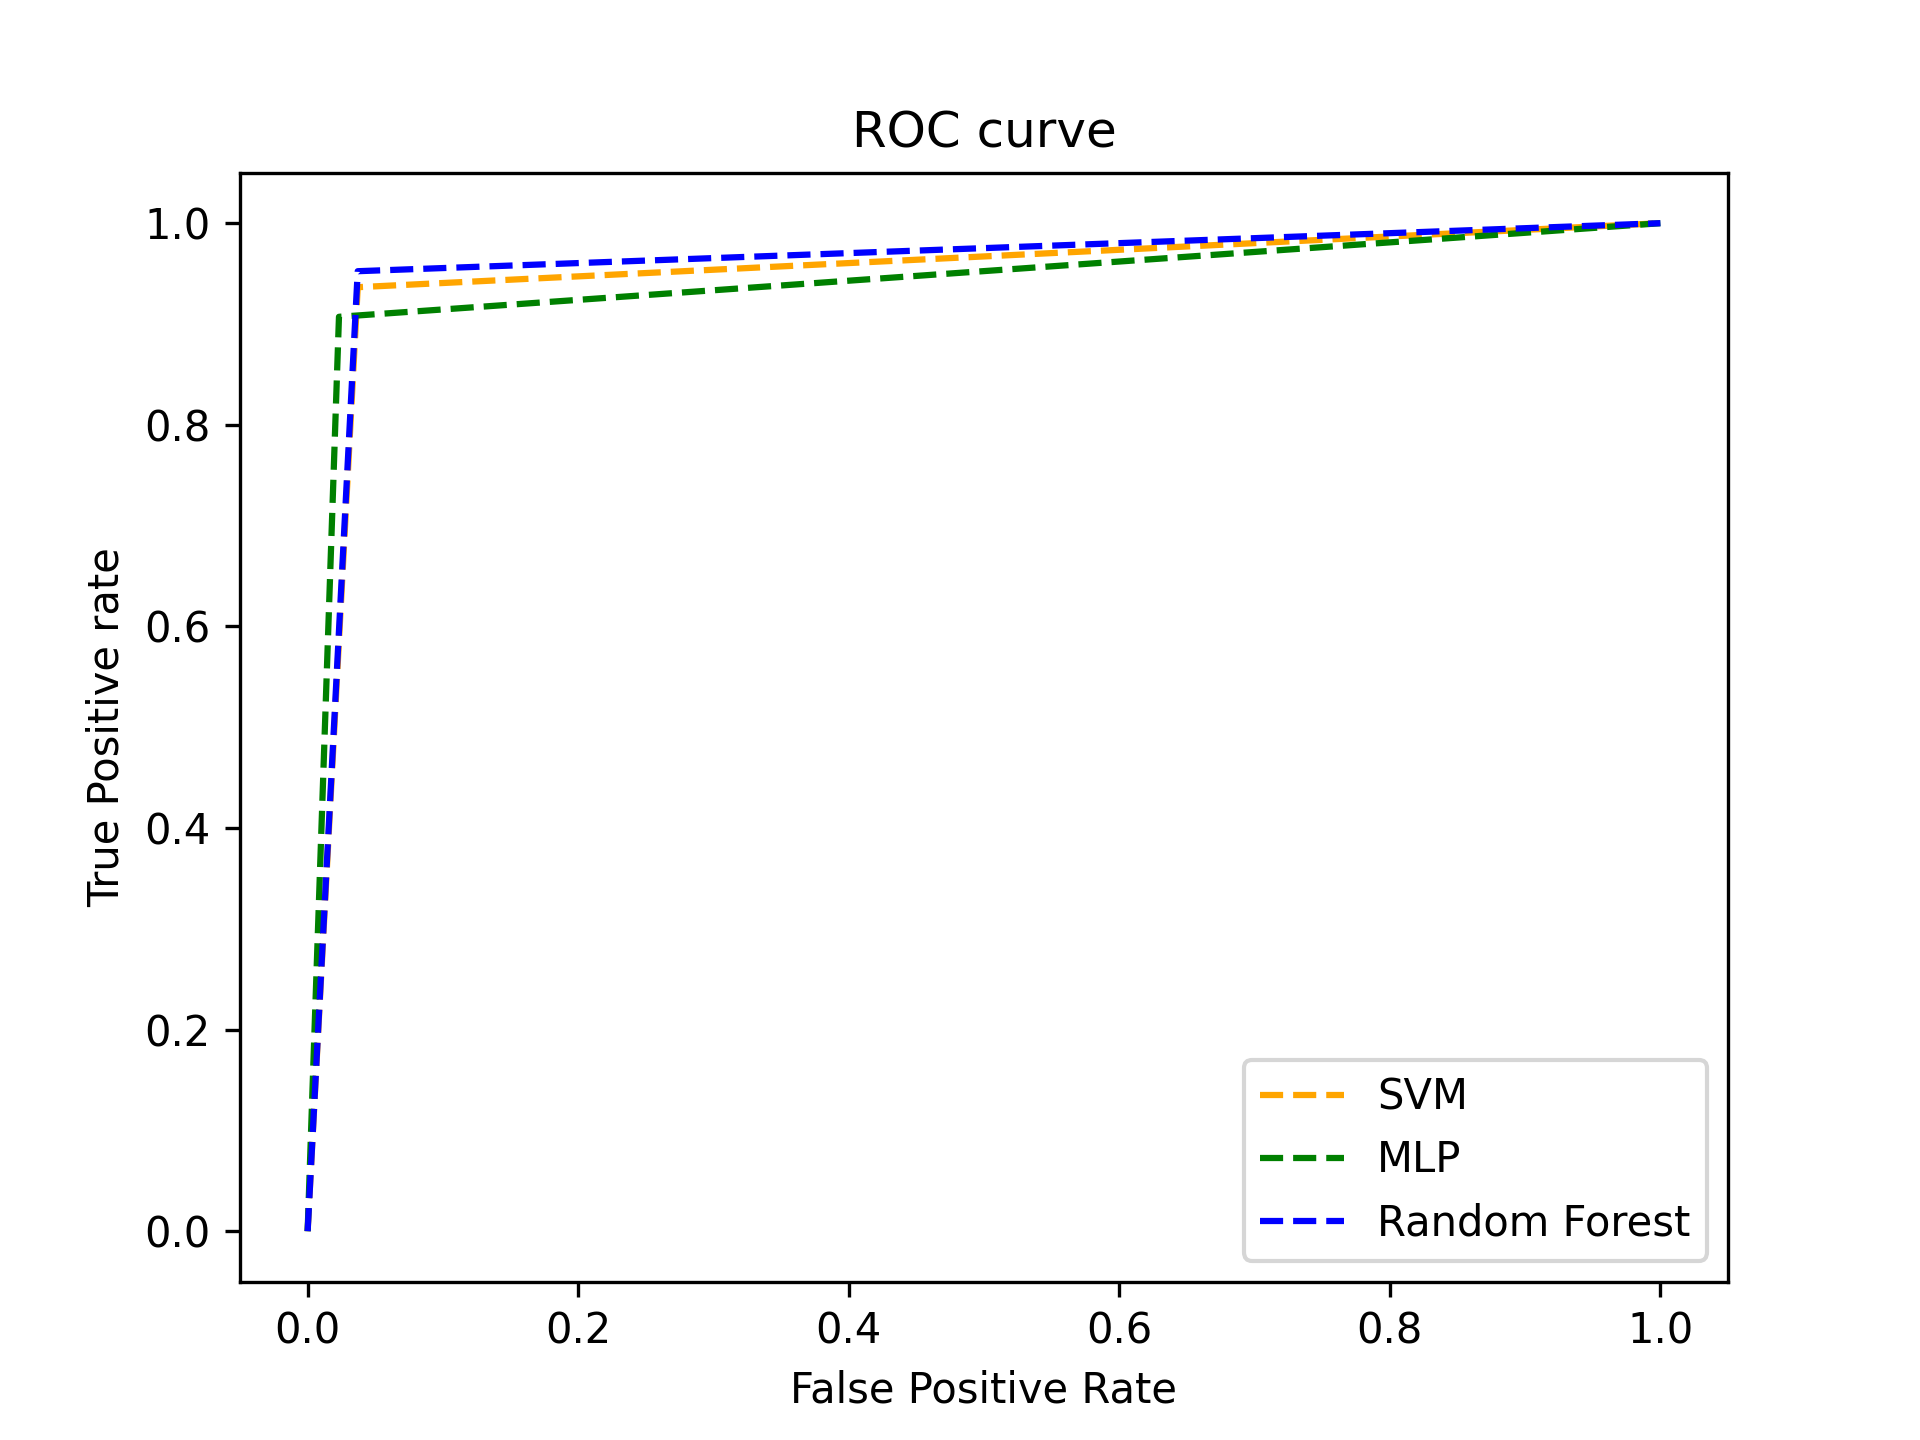 ROC curve
True Positive rate
1.0
0.8
0.6
0.4
0.2
0.0
SVM
MLP
Random Forest
0.0 0.2 0.4 0.6 0.8 1.0
False Positive Rate